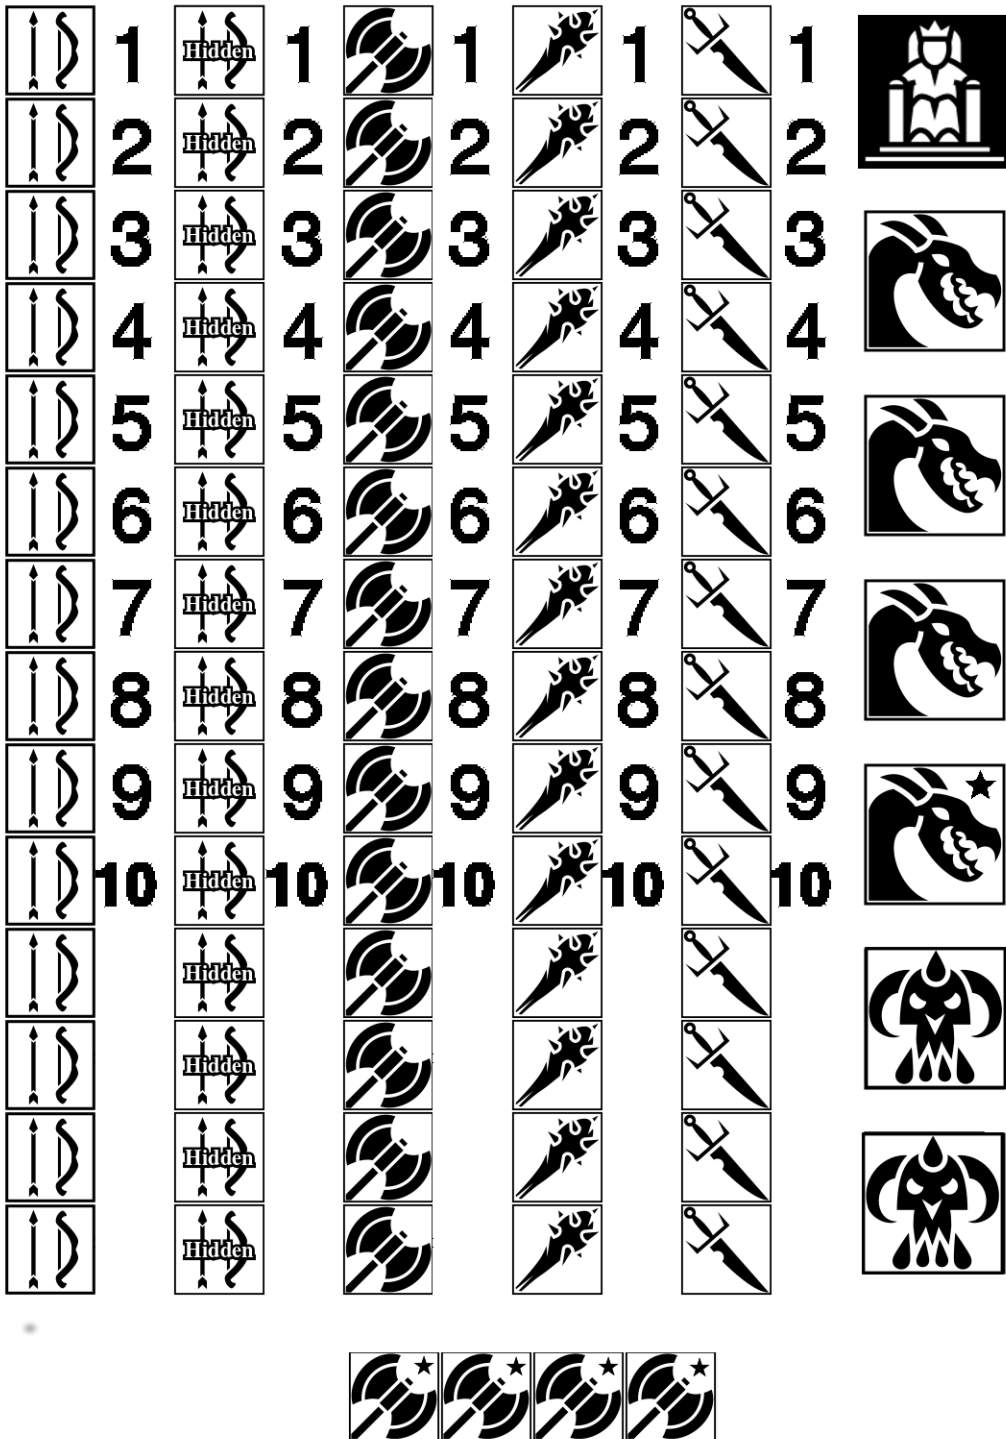 1 Hidden 1 1 1 1
2 Hidden 2 2 2 2
3 Hidden 3 3 3 3
4 Hidden 4 4 4 4
5 Hidden 5 5 5 5
6 Hidden 6 6 6 6
7 Hidden 7 7 7 7
8 Hidden 8 8 8 8
9 Hidden 9 9 9 9
10 Hidden 10 10 10 10
Hidden
Hidden
Hidden
Hidden